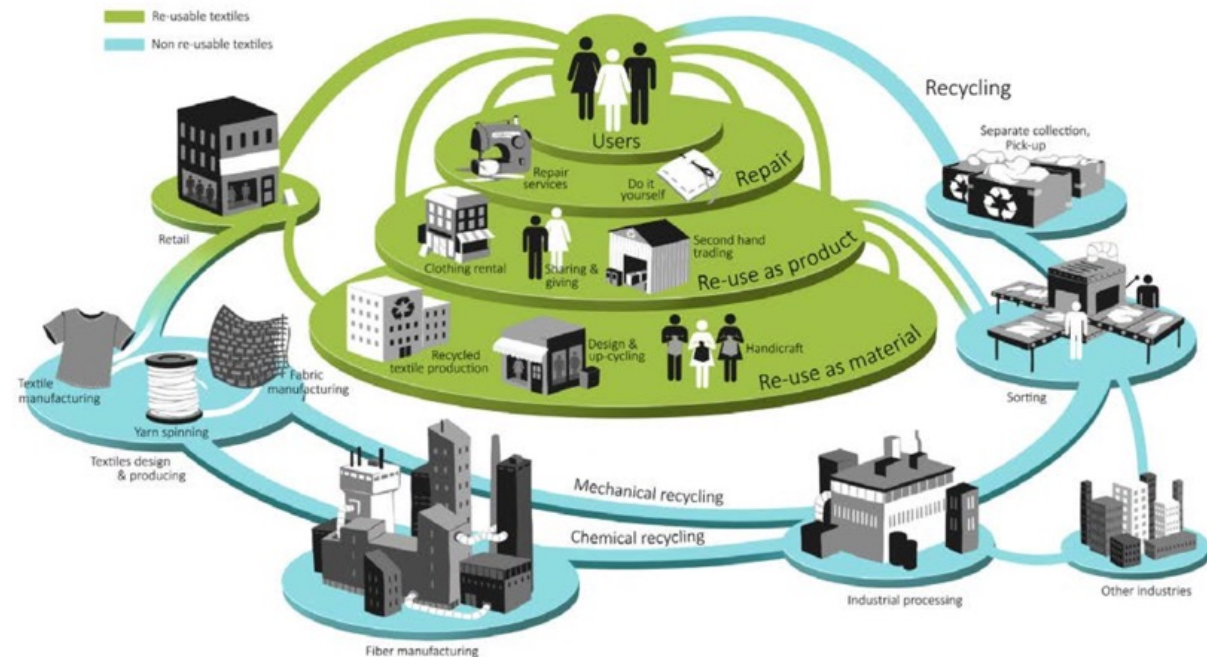 Re-usable textiles
Non re-usable textiles
Users
Repair
services
Do it
yourself
Repair
Recycling
Separate collection,
Pick-up
Retail
Clothing rental
Sharing &
giving
Second hand
trading
Re-use as product
Recycled
textile production
Design &
up-cycling
Handicraft
Re-use as material
Sorting
Textile
manufacturing
Yarn spinning
Fabric
manufacturing
Textiles design
& producing
Mechanical recycling
Chemical recycling
Fiber manufacturing
Industrial processing
Other industries